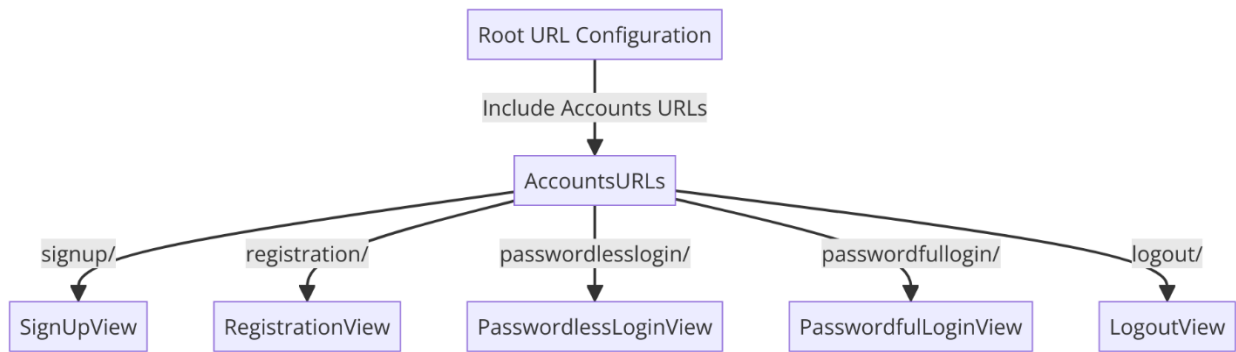 Root URL Configuration
Include Accounts URLs
AccountsURLs
signup/
registration/
passwordlesslogin/
passwordfullogin/
logout/
SignUpView
RegistrationView
PasswordlessLoginView
PasswordfulLoginView
LogoutView